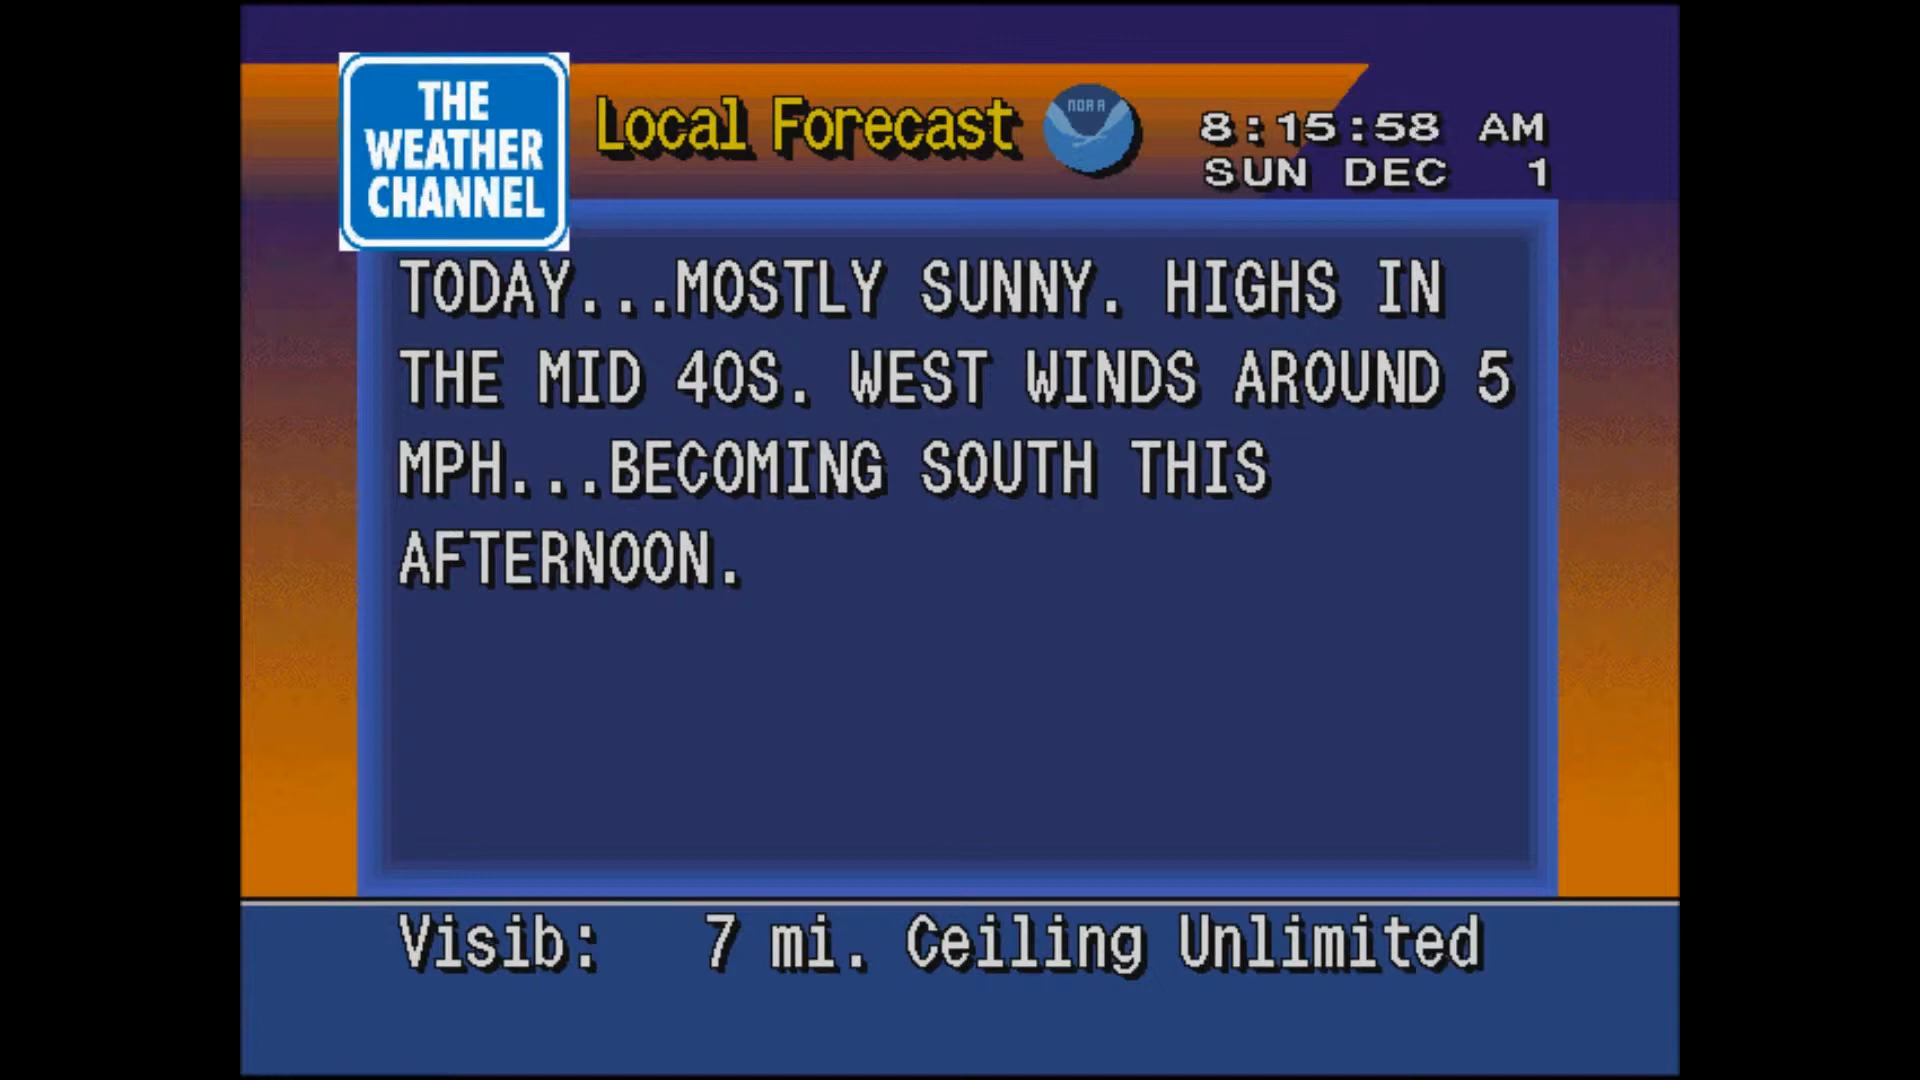 THE
WEATHER
CHANNEL
Local Forecast
NOAA
8:15:58 AM
SUN DEC 1
TODAY...MOSTLY SUNNY. HIGHS IN
THE MID 40S. WEST WINDS AROUND 5
MPH...BECOMING SOUTH THIS
AFTERNOON.
Visib: 7 mi. Ceiling Unlimited